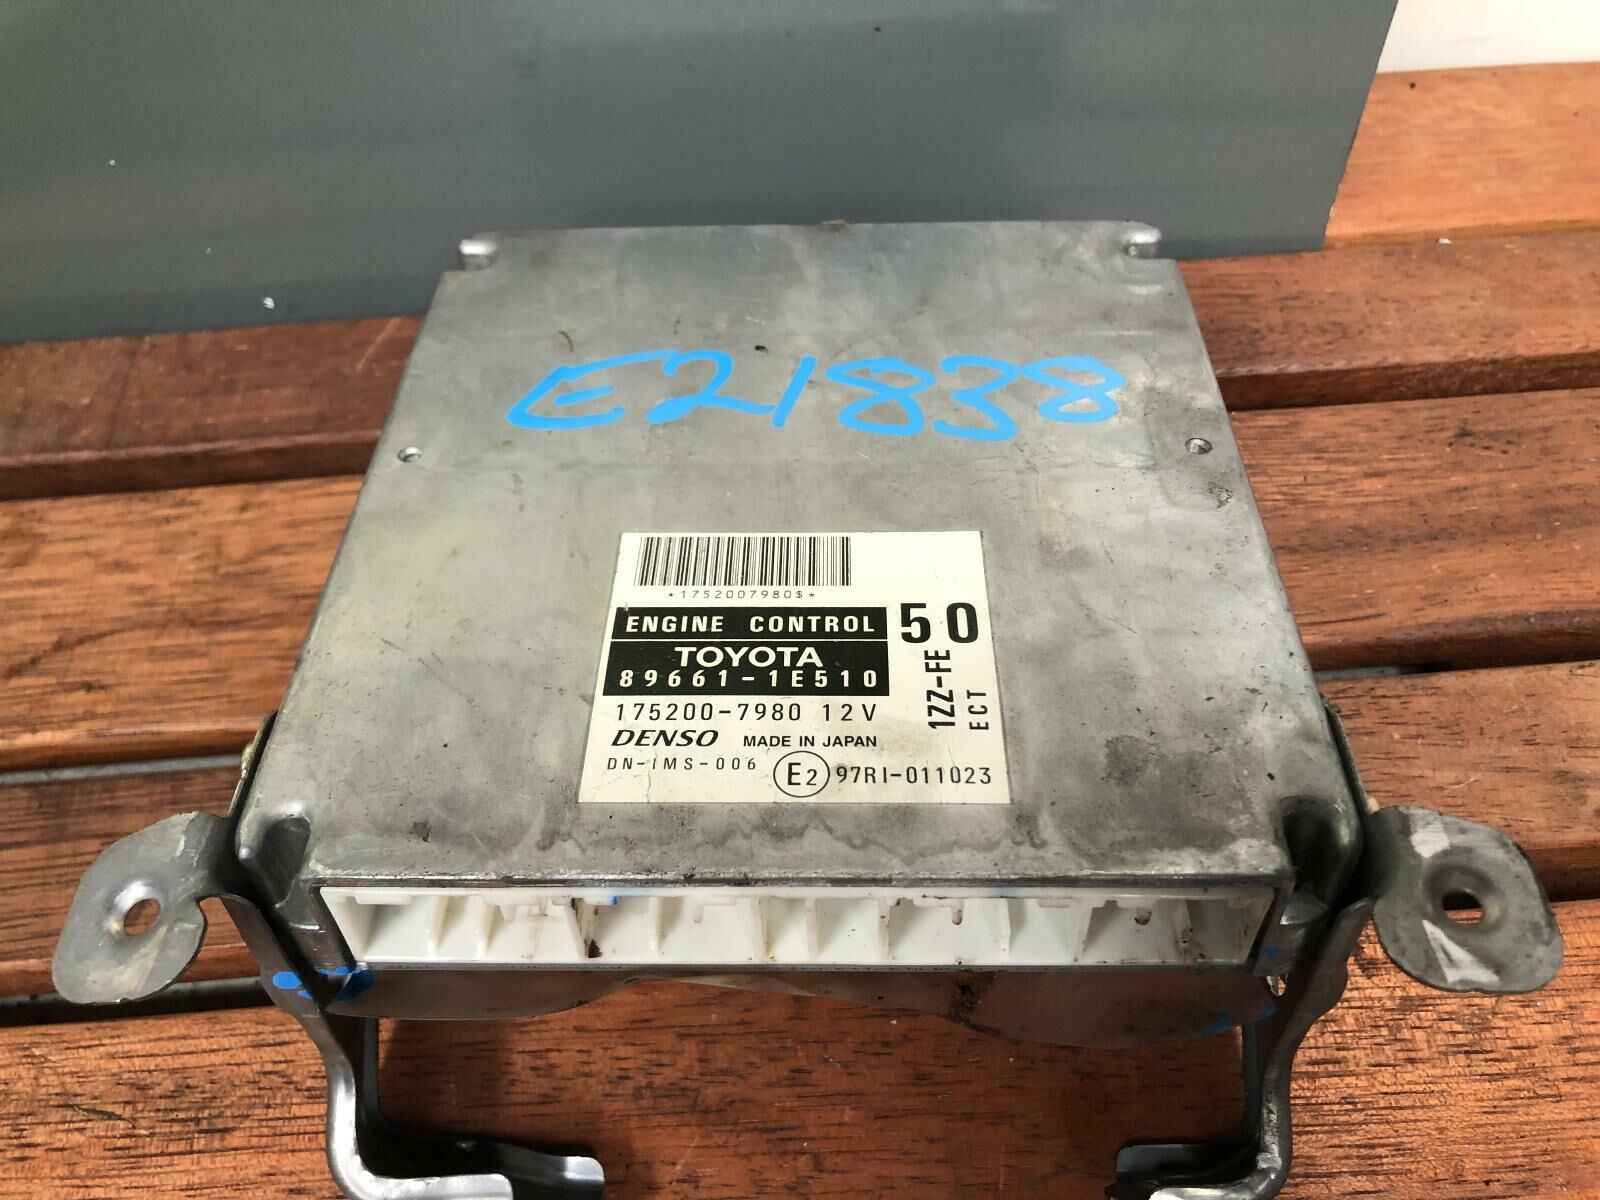 E21838
*1752007980$*
ENGINE CONTROL
50
TOYOTA
89661-1E510
1ZZ-FE
ECT
175200-7980 12V
DENSO MADE IN JAPAN
DN-IMS-006 E2 97RI-011023